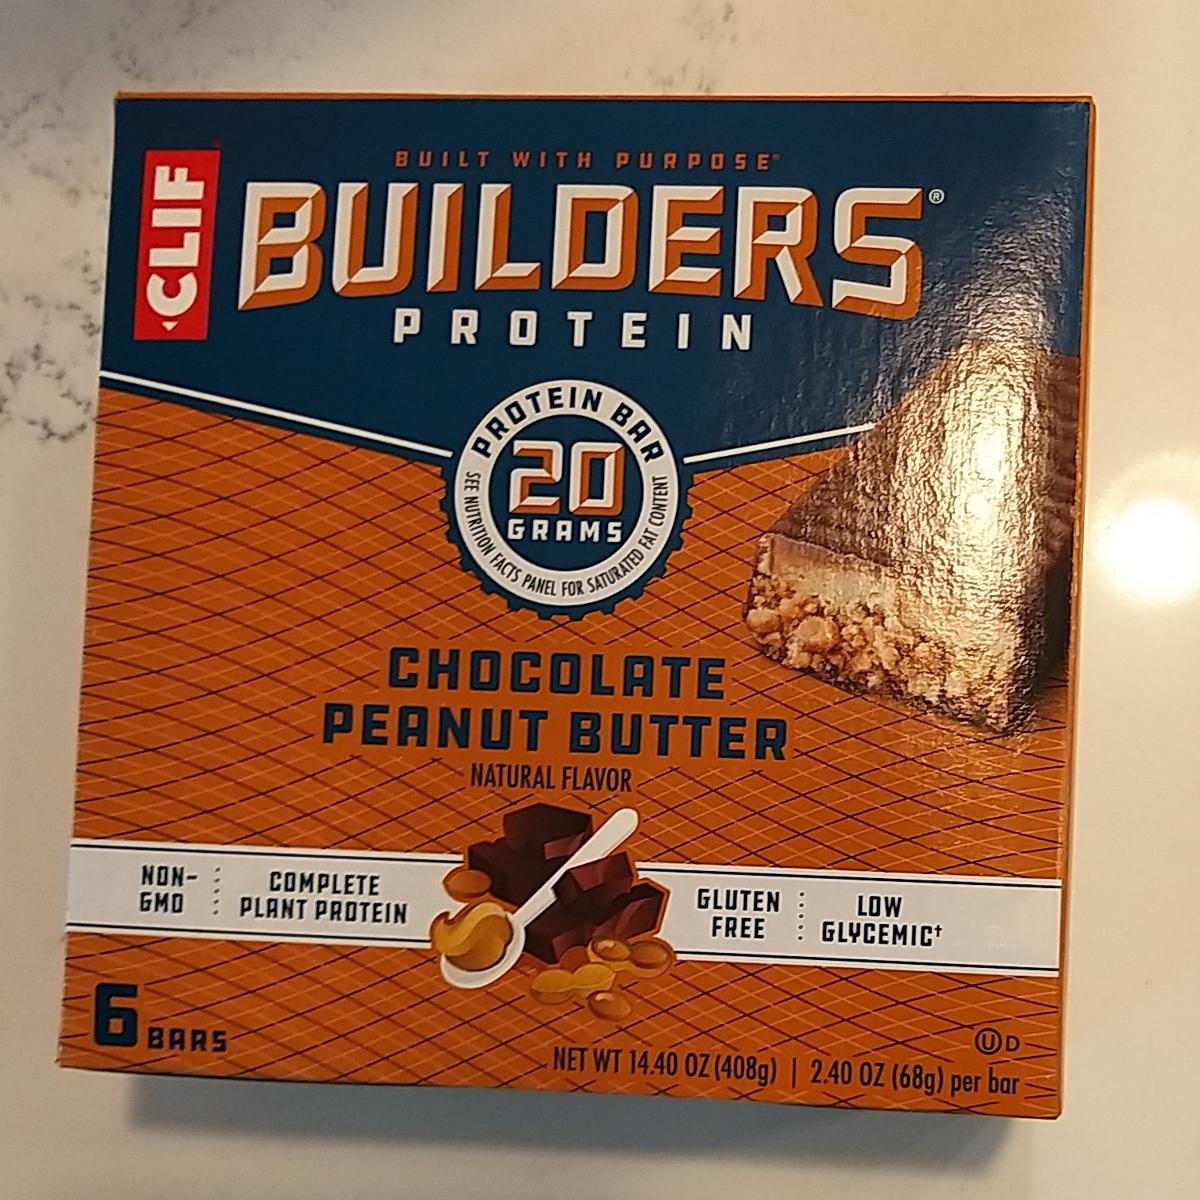 BUILT WITH PURPOSE®
CLIF
BUILDERS®
PROTEIN
PROTEIN BAR
20
GRAMS
SEE NUTRITION FACTS PANEL FOR SATURATED FAT CONTENT
CHOCOLATE
PEANUT BUTTER
NATURAL FLAVOR
NON-
GMO
COMPLETE
PLANT PROTEIN
GLUTEN
FREE
LOW
GLYCEMIC†
6 BARS
U D
NET WT 14.40 OZ (408g) | 2.40 OZ (68g) per bar